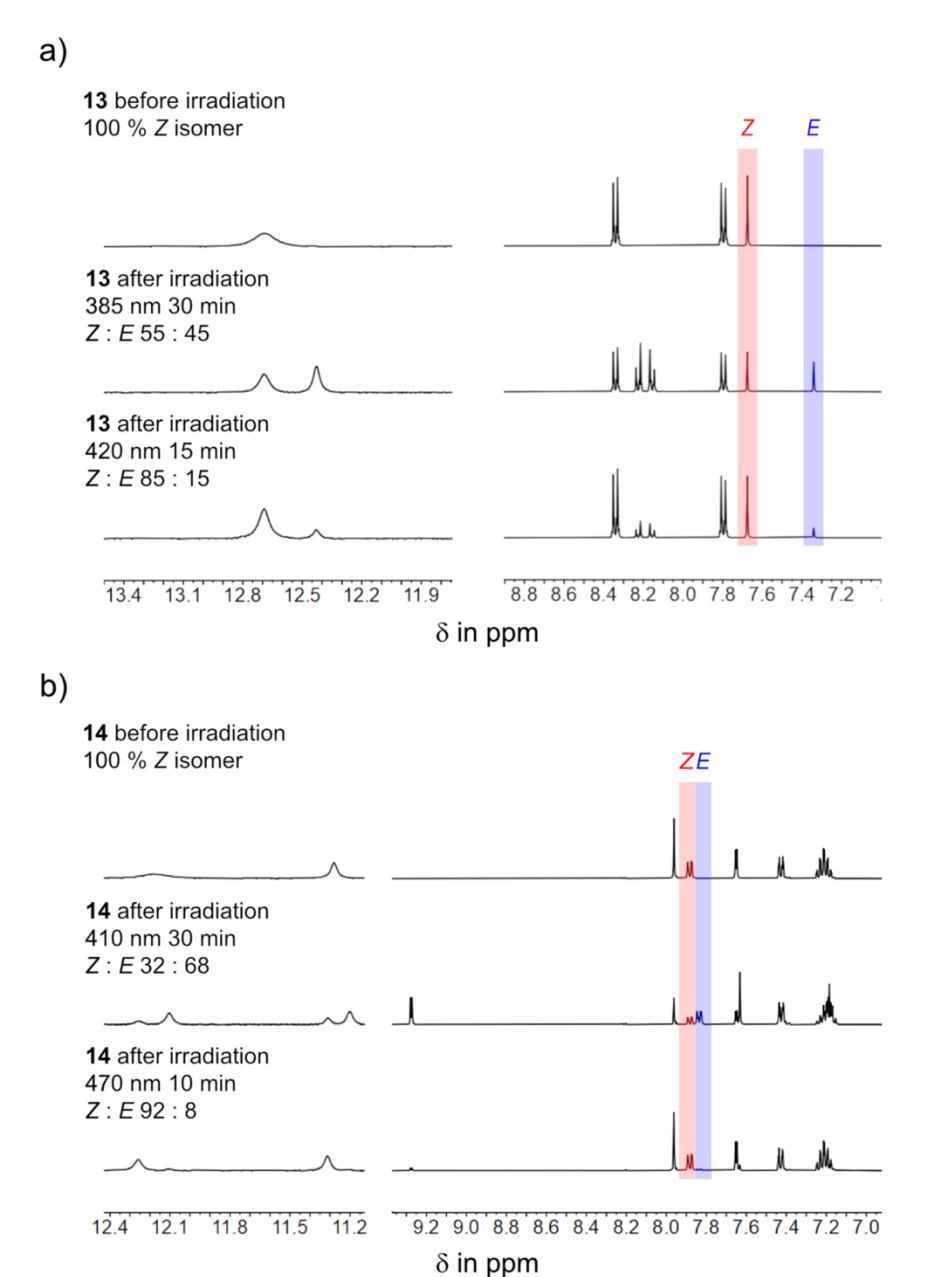 a)
13 before irradiation
100 % Z isomer
Z E
13 after irradiation
385 nm 30 min
Z : E 55 : 45
13 after irradiation
420 nm 15 min
Z : E 85 : 15
13.4 13.1 12.8 12.5 12.2 11.9 8.8 8.6 8.4 8.2 8.0 7.8 7.6 7.4 7.2
δ in ppm
b)
14 before irradiation
100 % Z isomer
Z E
14 after irradiation
410 nm 30 min
Z : E 32 : 68
14 after irradiation
470 nm 10 min
Z : E 92 : 8
12.4 12.1 11.8 11.5 11.2 9.2 9.0 8.8 8.6 8.4 8.2 8.0 7.8 7.6 7.4 7.2 7.0
δ in ppm